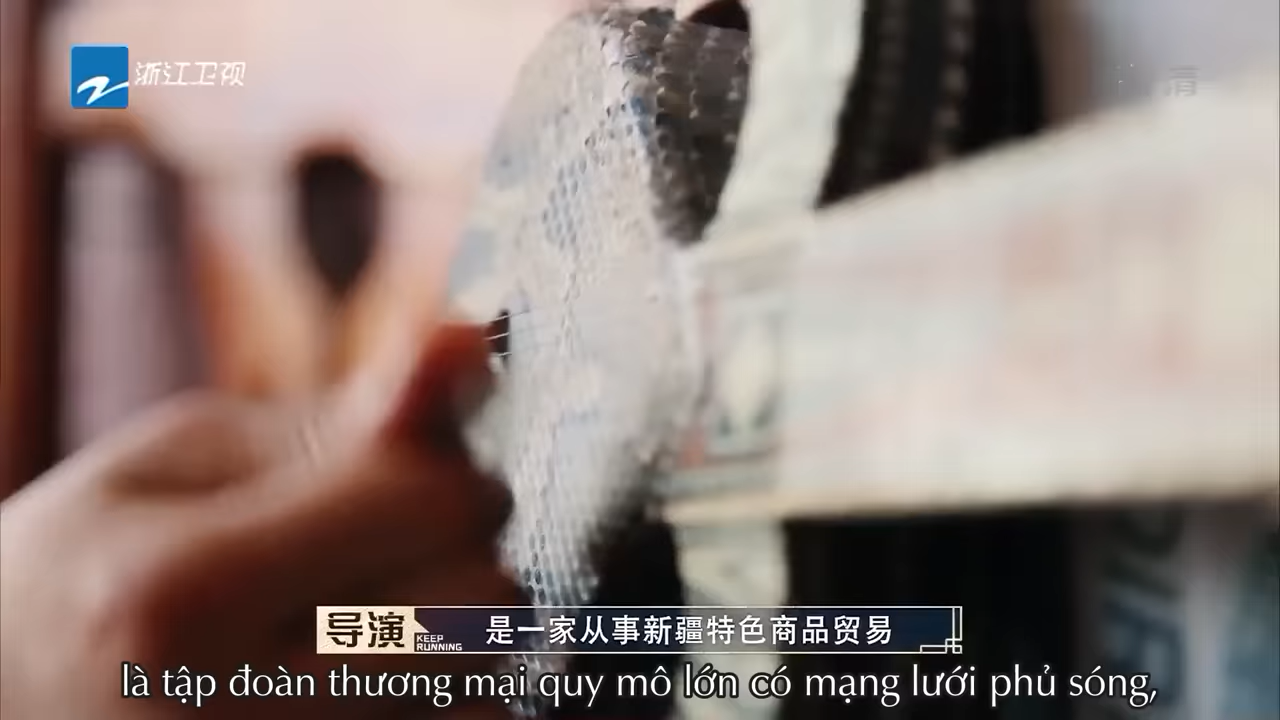 浙江卫视
清
导演
KEEP
RUNNING
是一家从事新疆特色商品贸易
là tập đoàn thương mại quy mô lớn có mạng lưới phủ sóng,